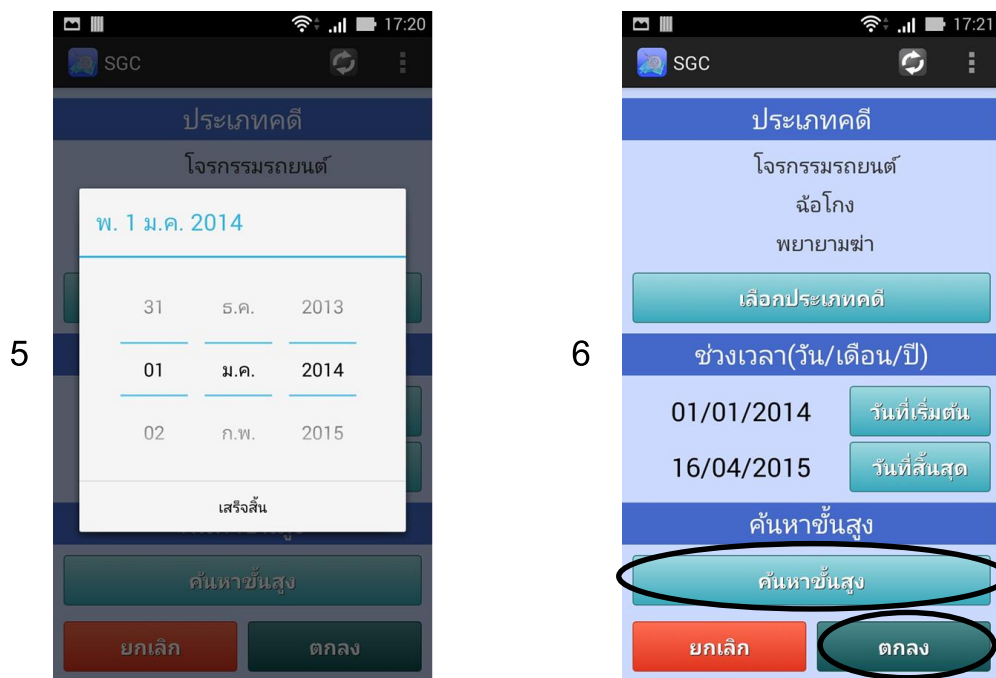 17:20
SGC
ประเภทคดี
โจรกรรมรถยนต์
พ. 1 ม.ค. 2014
31 ธ.ค. 2013
01 ม.ค. 2014
02 ก.พ. 2015
เสร็จสิ้น
ค้นหาขั้นสูง
ยกเลิก ตกลง
5
17:21
SGC
ประเภทคดี
โจรกรรมรถยนต์
ฉ้อโกง
พยายามฆ่า
เลือกประเภทคดี
ช่วงเวลา(วัน/เดือน/ปี)
01/01/2014 วันที่เริ่มต้น
16/04/2015 วันที่สิ้นสุด
ค้นหาขั้นสูง
ค้นหาขั้นสูง
ยกเลิก ตกลง
6